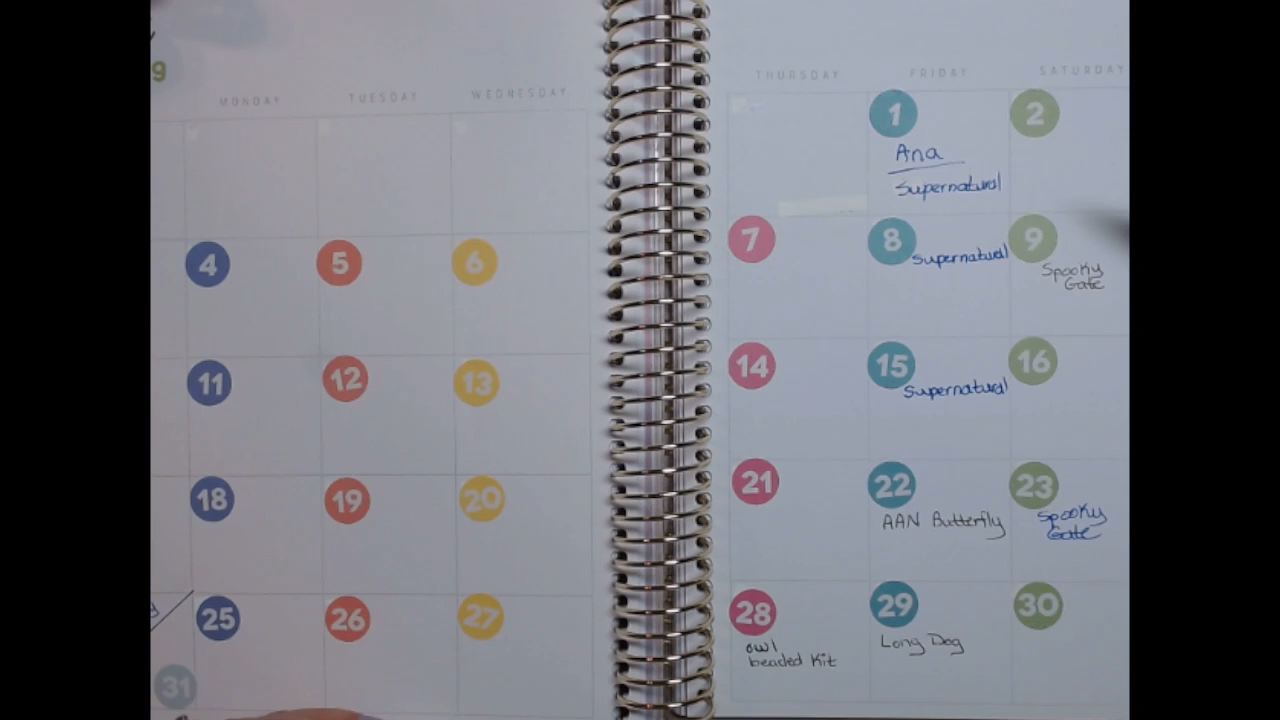 g
MONDAY TUESDAY WEDNESDAY THURSDAY FRIDAY SATURDAY
1 2
Ana
Supernatural
4 5 6 7 8 9
Supernatural
Spooky
Gate
11 12 13 14 15 16
Supernatural
18 19 20 21 22 23
AAN Butterfly
Spooky
Gate
25 26 27 28 29 30
owl
beaded Kit
Long Dog
31